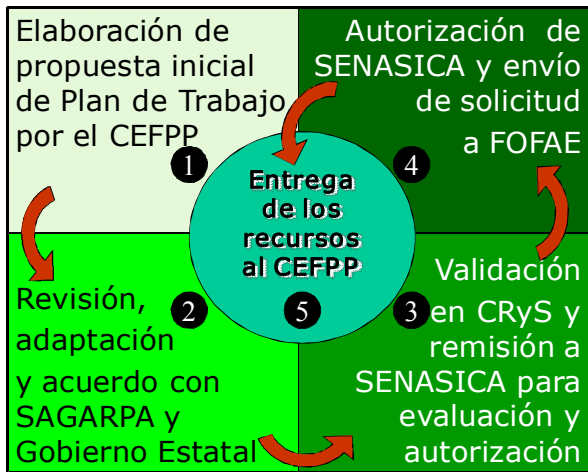 Elaboración de
propuesta inicial
de Plan de Trabajo
por el CEFPP
1
Revisión,
adaptación
y acuerdo con
SAGARPA y
Gobierno Estatal
2
Validación
en CRyS y
remisión a
SENASICA para
evaluación y
autorización
3
Autorización de
SENASICA y envío
de solicitud
a FOFAE
4
Entrega
de los
recursos
al CEFPP
5